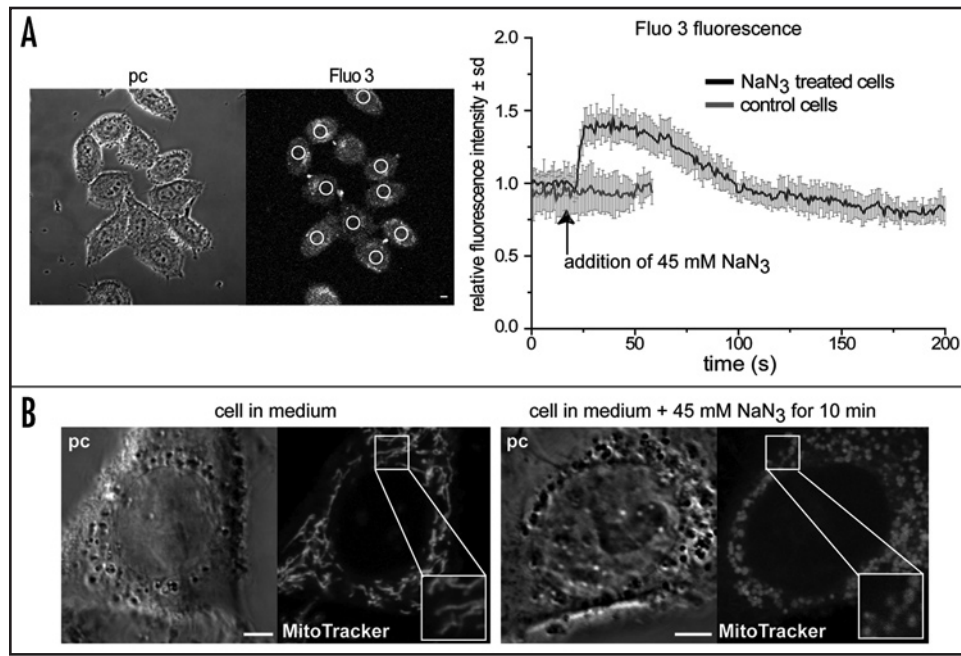 A
pc
Fluo 3
Fluo 3 fluorescence
relative fluorescence intensity ± sd
2.0
1.5
1.0
0.5
0.0
NaN₃ treated cells
control cells
addition of 45 mM NaN₃
0 50 100 150 200
time (s)
B
cell in medium
cell in medium + 45 mM NaN₃ for 10 min
pc
MitoTracker
pc
MitoTracker